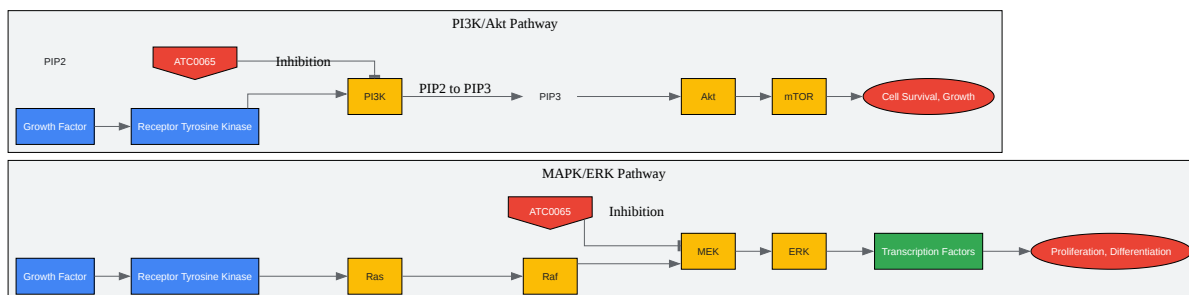 PI3K/Akt Pathway
PIP2
ATC0065
Inhibition
PI3K
PIP2 to PIP3
PIP3
Akt
mTOR
Cell Survival, Growth
Growth Factor
Receptor Tyrosine Kinase
MAPK/ERK Pathway
ATC0065
Inhibition
MEK
ERK
Transcription Factors
Proliferation, Differentiation
Growth Factor
Receptor Tyrosine Kinase
Ras
Raf